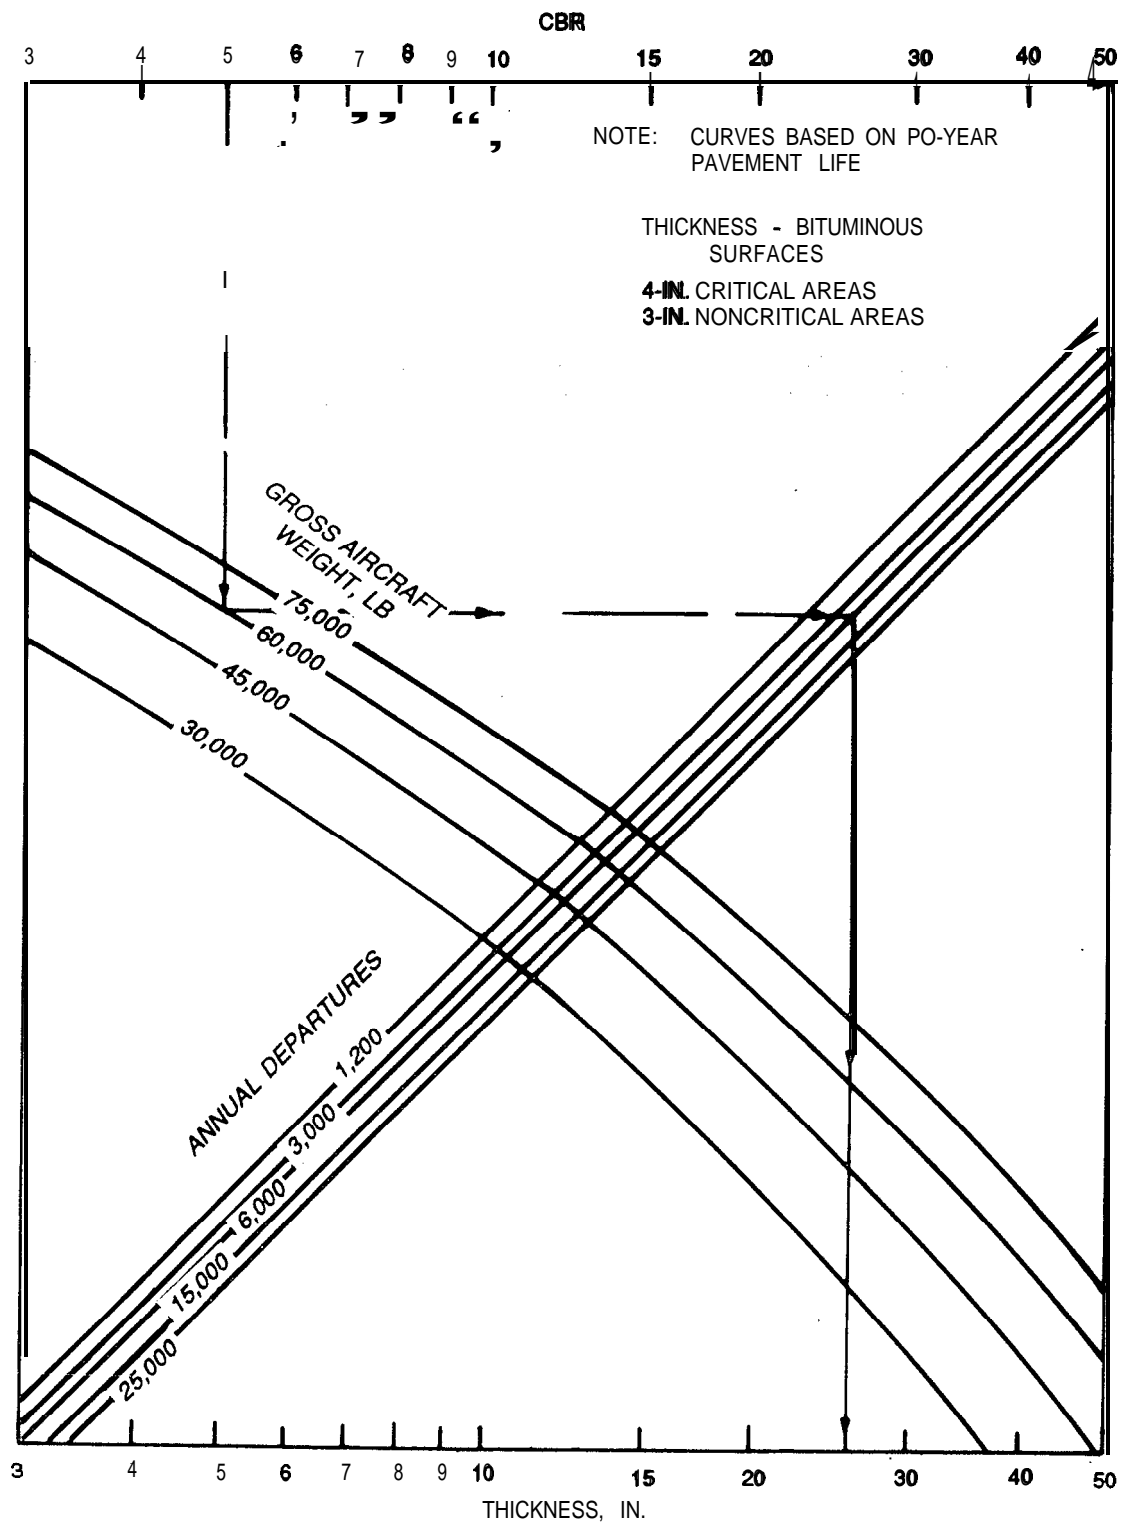 CBR
3 4 5 6 7 8 9 10 15 20 30 40 50
NOTE: CURVES BASED ON PO-YEAR
PAVEMENT LIFE
THICKNESS - BITUMINOUS
SURFACES
4-IN. CRITICAL AREAS
3-IN. NONCRITICAL AREAS
GROSS AIRCRAFT
WEIGHT, LB
75,000
60,000
45,000
30,000
ANNUAL DEPARTURES
1,200
3,000
6,000
15,000
25,000
3 4 5 6 7 8 9 10 15 20 30 40 50
THICKNESS, IN.